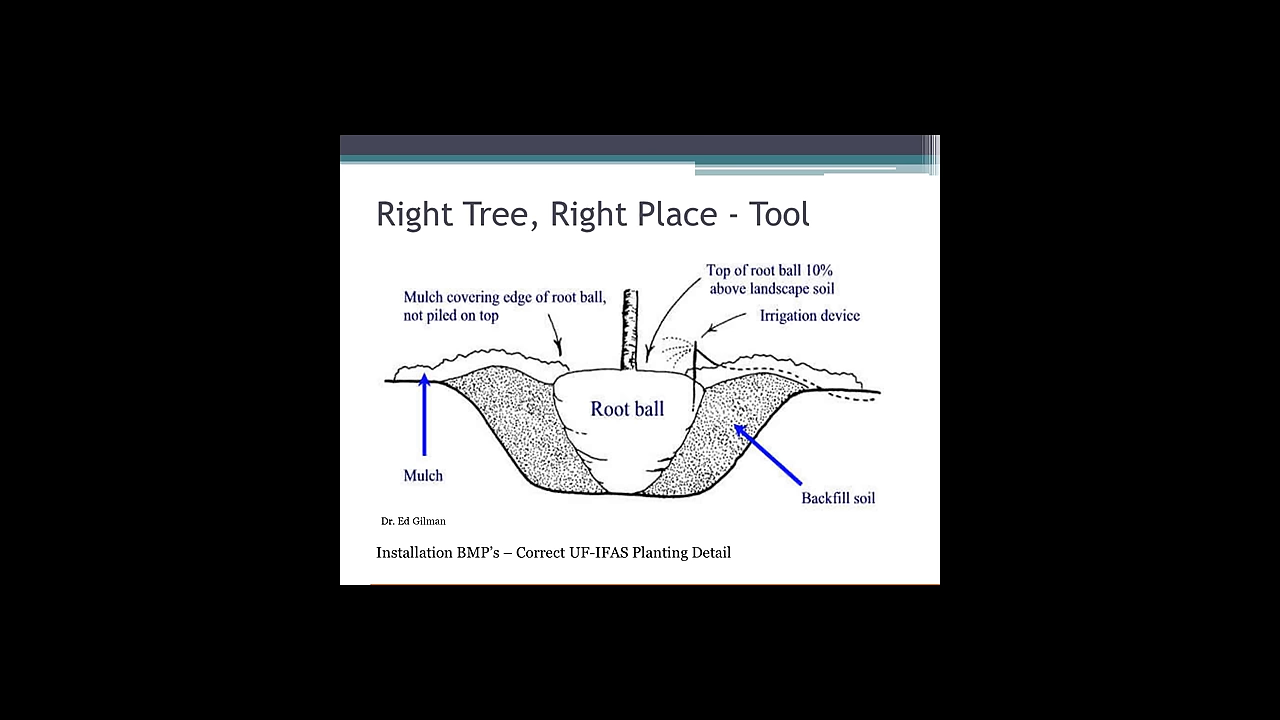 Right Tree, Right Place - Tool
Top of root ball 10%
above landscape soil
Mulch covering edge of root ball,
not piled on top
Irrigation device
Root ball
Mulch
Backfill soil
Dr. Ed Gilman
Installation BMP's – Correct UF-IFAS Planting Detail